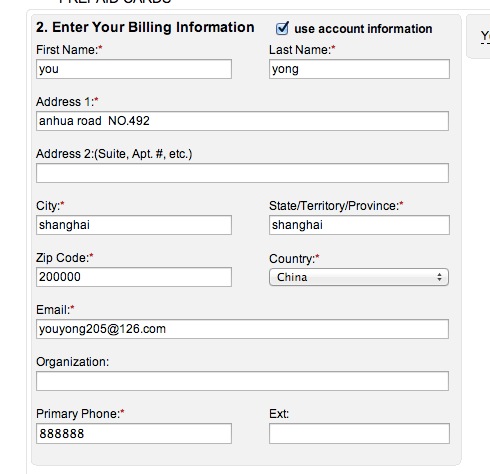 PREPAID CARDS
2. Enter Your Billing Information use account information
First Name:* Last Name:*
you yong
Address 1:*
anhua road NO.492
Address 2:(Suite, Apt. #, etc.)
City:* State/Territory/Province:*
shanghai shanghai
Zip Code:* Country:*
200000 China
Email:*
youyong205@126.com
Organization:
Primary Phone:* Ext:
888888